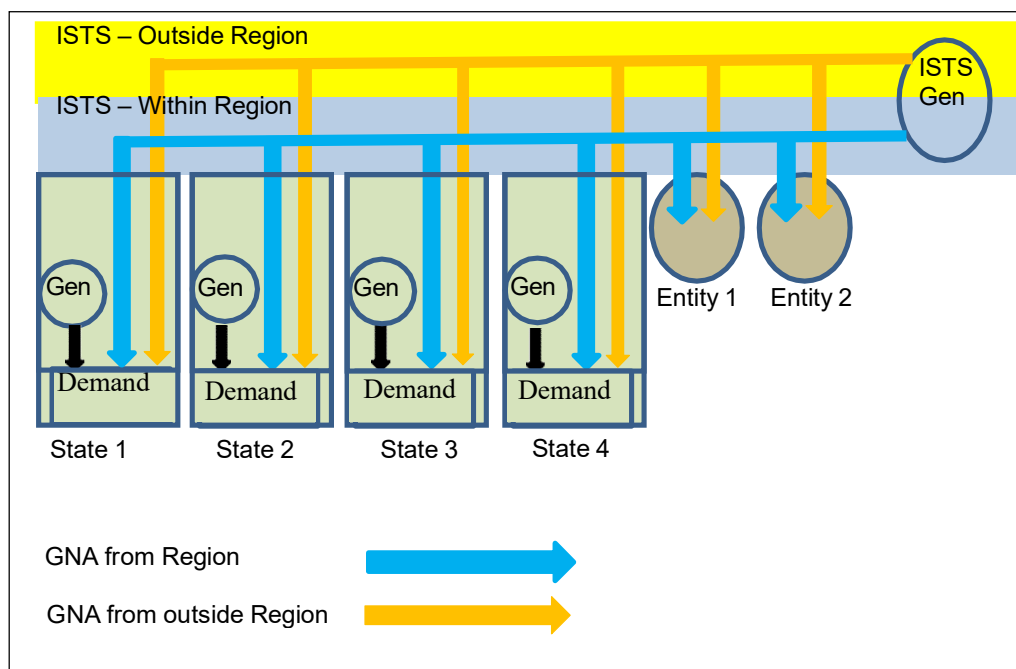 ISTS – Outside Region
ISTS
Gen
ISTS – Within Region
Gen
Gen
Gen
Gen
Entity 1
Entity 2
Demand
Demand
Demand
Demand
State 1
State 2
State 3
State 4
GNA from Region
GNA from outside Region